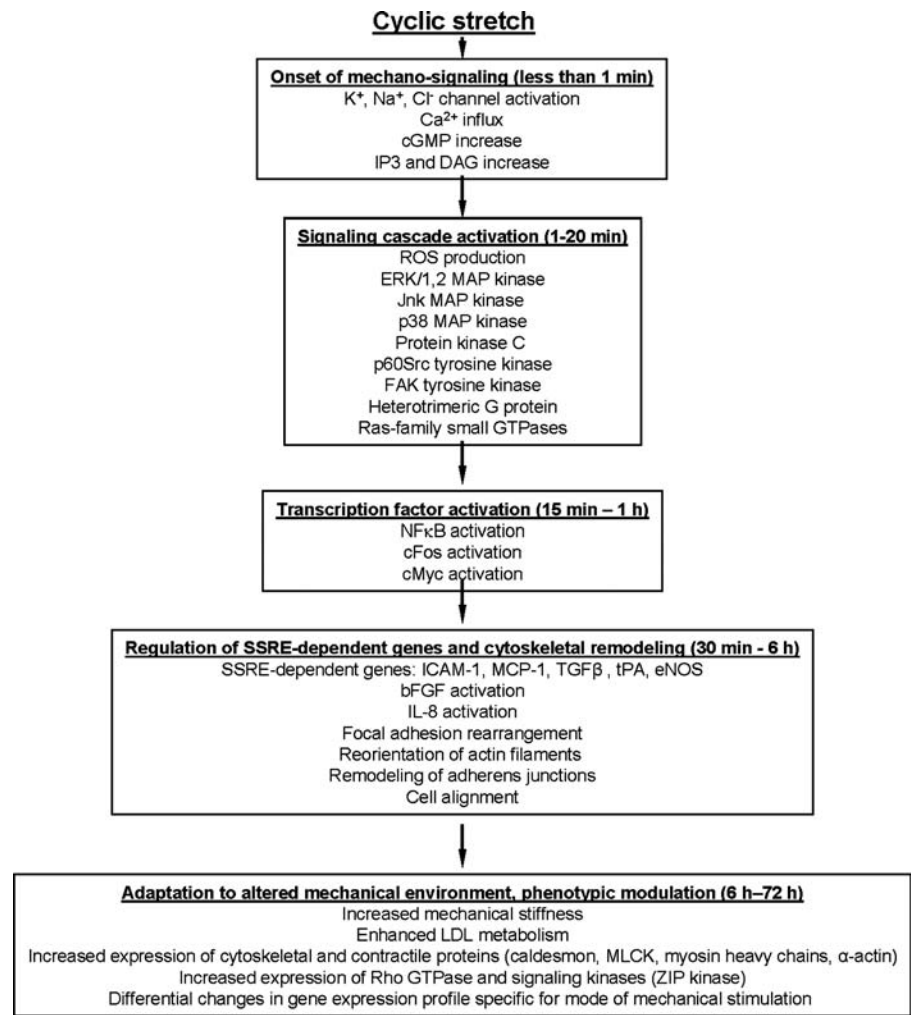 Cyclic stretch
Onset of mechano-signaling (less than 1 min)
K⁺, Na⁺, Cl⁻ channel activation
Ca²⁺ influx
cGMP increase
IP3 and DAG increase
Signaling cascade activation (1-20 min)
ROS production
ERK/1,2 MAP kinase
Jnk MAP kinase
p38 MAP kinase
Protein kinase C
p60Src tyrosine kinase
FAK tyrosine kinase
Heterotrimeric G protein
Ras-family small GTPases
Transcription factor activation (15 min – 1 h)
NFκB activation
cFos activation
cMyc activation
Regulation of SSRE-dependent genes and cytoskeletal remodeling (30 min - 6 h)
SSRE-dependent genes: ICAM-1, MCP-1, TGFβ , tPA, eNOS
bFGF activation
IL-8 activation
Focal adhesion rearrangement
Reorientation of actin filaments
Remodeling of adherens junctions
Cell alignment
Adaptation to altered mechanical environment, phenotypic modulation (6 h–72 h)
Increased mechanical stiffness
Enhanced LDL metabolism
Increased expression of cytoskeletal and contractile proteins (caldesmon, MLCK, myosin heavy chains, α-actin)
Increased expression of Rho GTPase and signaling kinases (ZIP kinase)
Differential changes in gene expression profile specific for mode of mechanical stimulation